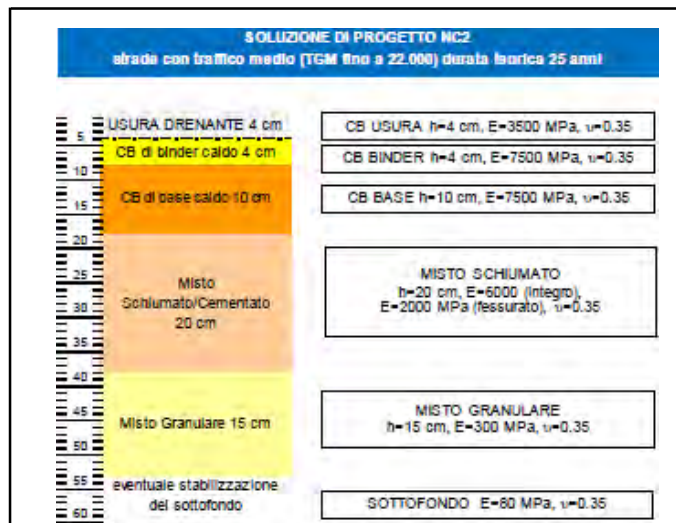 SOLUZIONE DI PROGETTO NC2
strade con traffico medio (TGM fino a 22.000) durata teorica 25 anni
USURA DRENANTE 4 cm
CB USURA h=4 cm, E=3500 MPa, υ=0.35
5
CB di binder caldo 4 cm
CB BINDER h=4 cm, E=7500 MPa, υ=0.35
10
CB di base caldo 10 cm
CB BASE h=10 cm, E=7500 MPa, υ=0.35
15
20
25
Misto
Schiumato/Cementato
20 cm
MISTO SCHIUMATO
h=20 cm, E=6000 (integro),
E=2000 MPa (fessurato), υ=0.35
30
35
40
45
Misto Granulare 15 cm
MISTO GRANULARE
h=15 cm, E=300 MPa, υ=0.35
50
55
eventuale stabilizzazione
del sottofondo
SOTTOFONDO E=80 MPa, υ=0.35
60